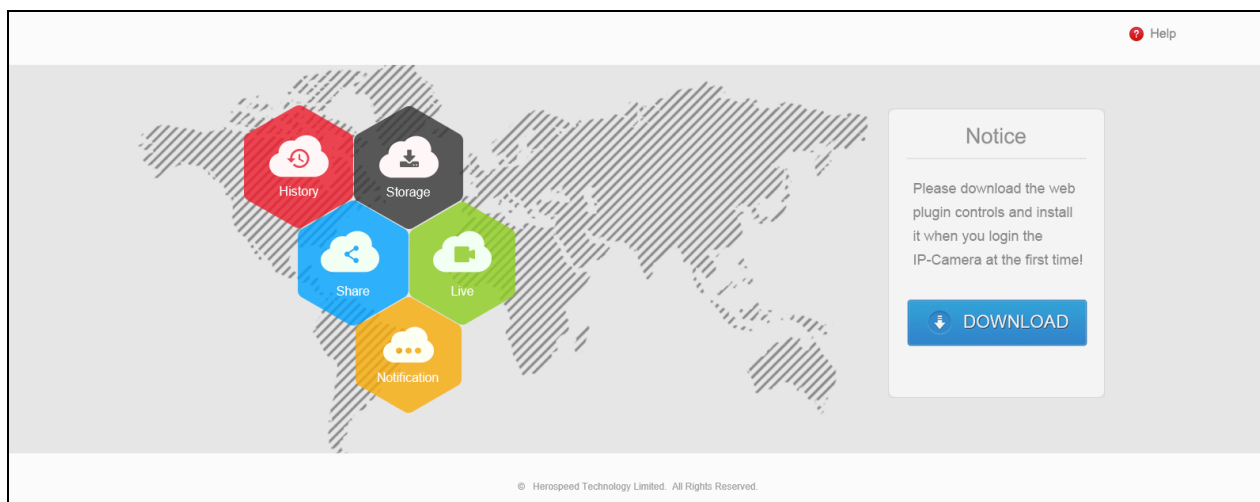 Help
History
Storage
Share
Live
Notification
Notice
Please download the web
plugin controls and install
it when you login the
IP-Camera at the first time!
DOWNLOAD
© Herospeed Technology Limited. All Rights Reserved.